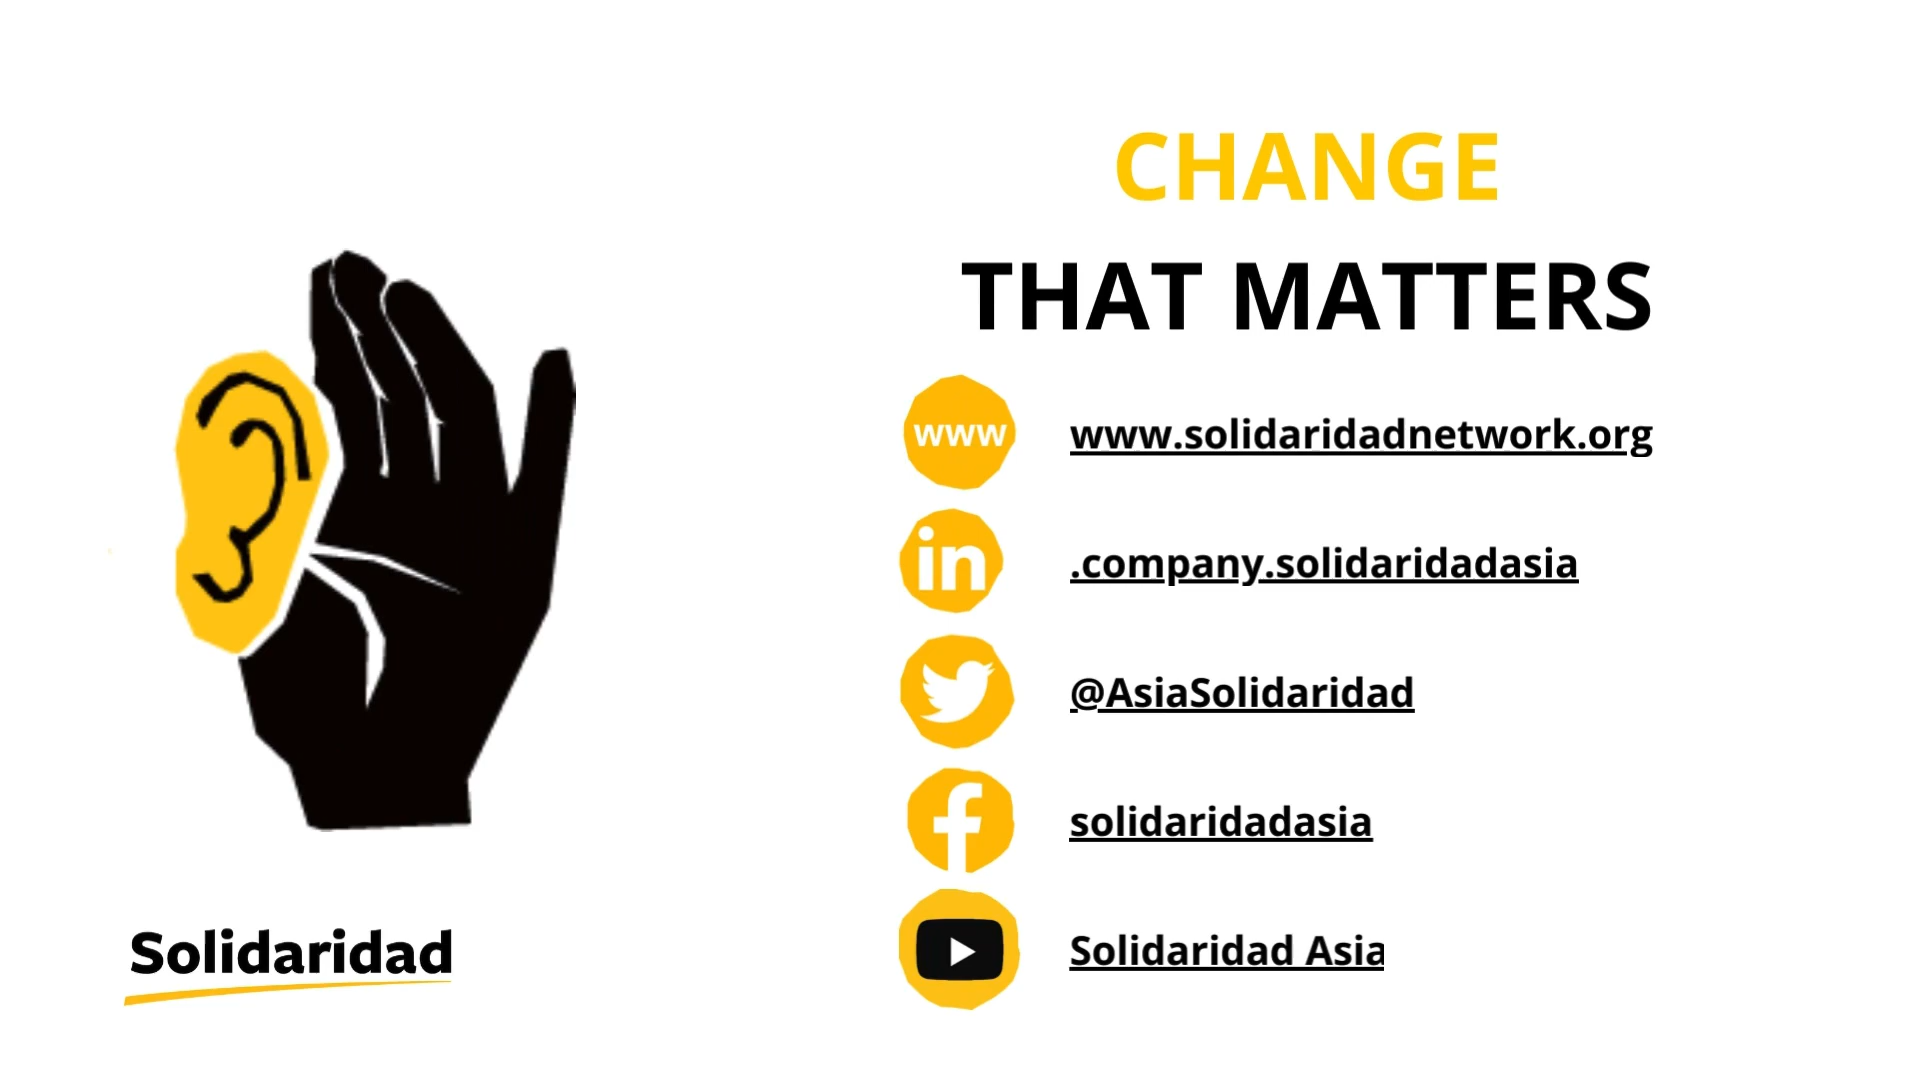 CHANGE
THAT MATTERS
www
www.solidaridadnetwork.org
in
.company.solidaridadasia
@AsiaSolidaridad
f
solidaridadasia
Solidaridad Asia
Solidaridad